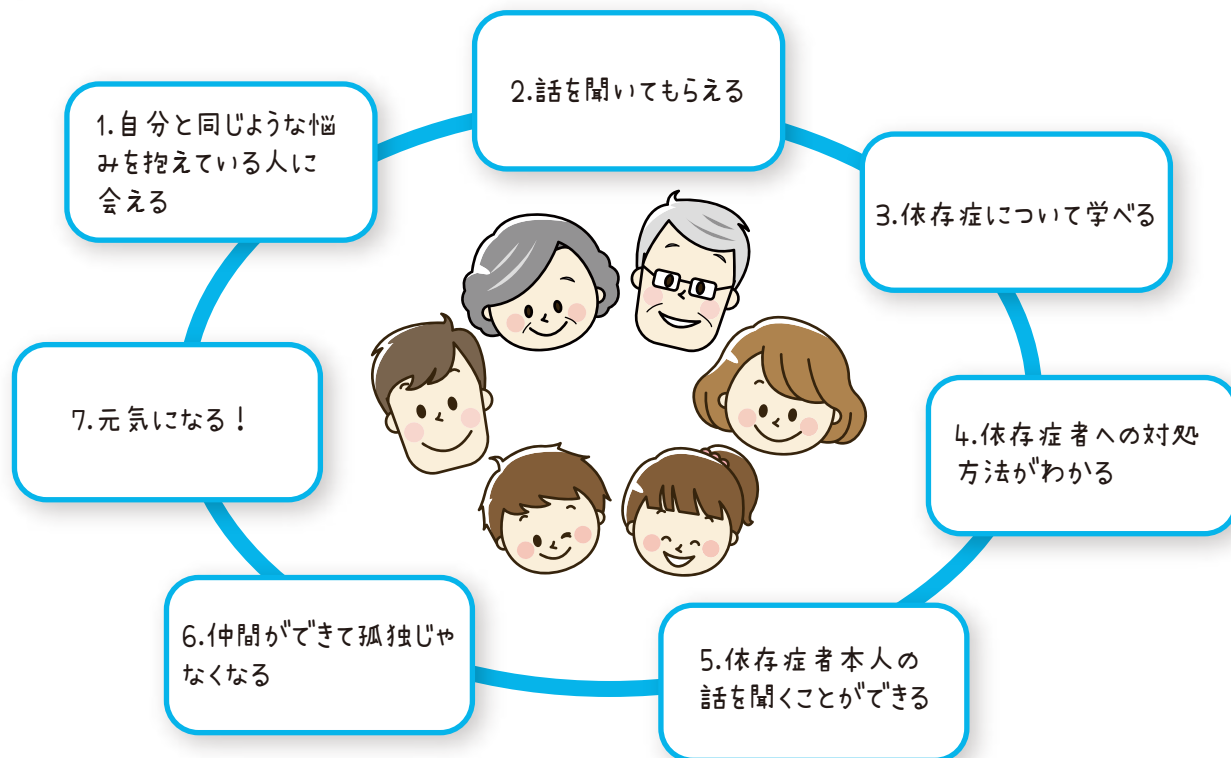 1.自分と同じような悩
みを抱えている人に
会える
2.話を聞いてもらえる
3.依存症について学べる
4.依存症者への対処
方法がわかる
5.依存症者本人の
話を聞くことができる
6.仲間ができて孤独じゃ
なくなる
7.元気になる!